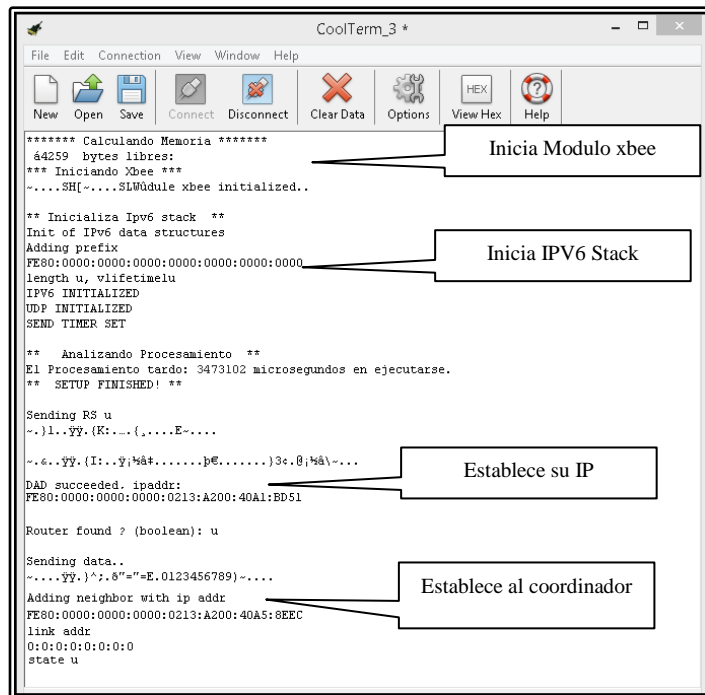 CoolTerm_3 *
File Edit Connection View Window Help
New Open Save Connect Disconnect Clear Data Options HEX View Hex Help
******* Calculando Memoria *******
á4259 bytes libres:
*** Iniciando Xbee ***
~....SH[~....SLWûdule xbee initialized..
Inicia Modulo xbee
** Inicializa Ipv6 stack **
Init of IPv6 data structures
Adding prefix
FE80:0000:0000:0000:0000:0000:0000:0000
length u, vlifetimelu
IPV6 INITIALIZED
UDP INITIALIZED
SEND TIMER SET
Inicia IPV6 Stack
** Analizando Procesamiento **
El Procesamiento tardo: 3473102 microsegundos en ejecutarse.
** SETUP FINISHED! **
Sending RS u
DAD succeeded. ipaddr:
FE80:0000:0000:0000:0213:A200:40A1:BD51
Establece su IP
Router found ? (boolean): u
Sending data..
Adding neighbor with ip addr
FE80:0000:0000:0000:0213:A200:40A5:8EEC
link addr
0:0:0:0:0:0:0:0
state u
Establece al coordinador